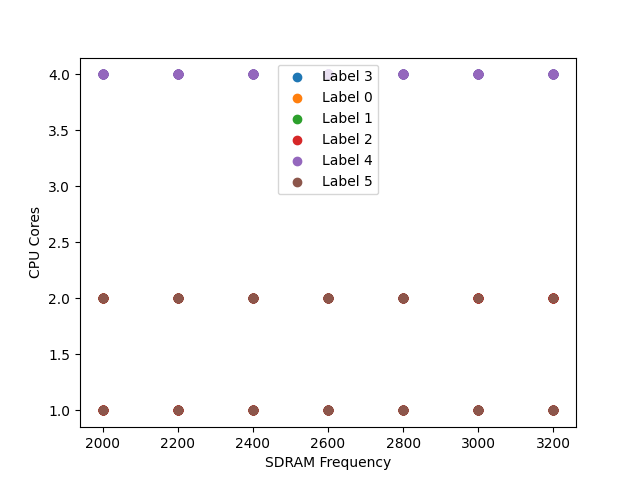 4.0
3.5
3.0
2.5
2.0
1.5
1.0
CPU Cores
Label 3
Label 0
Label 1
Label 2
Label 4
Label 5
2000 2200 2400 2600 2800 3000 3200
SDRAM Frequency